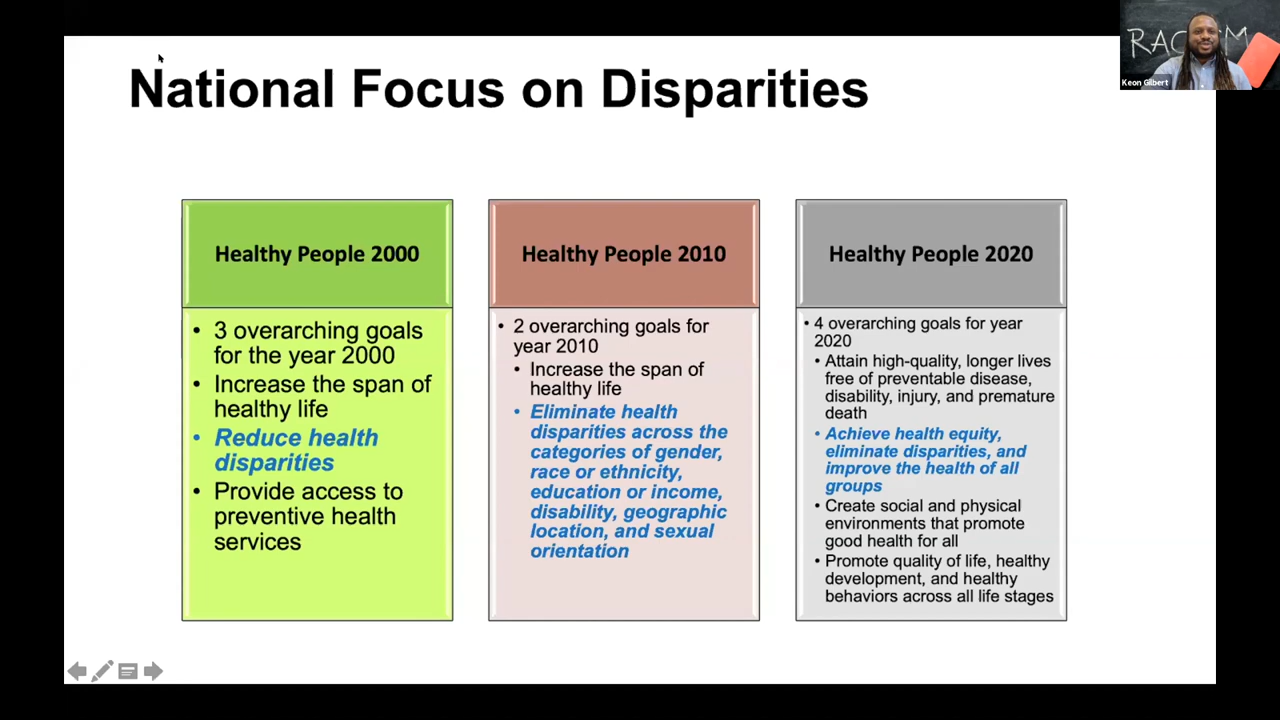 National Focus on Disparities
RACISM
Keon Gilbert
Healthy People 2000
• 3 overarching goals
for the year 2000
• Increase the span of
healthy life
• Reduce health
disparities
• Provide access to
preventive health
services
Healthy People 2010
• 2 overarching goals for
year 2010
• Increase the span of
healthy life
• Eliminate health
disparities across the
categories of gender,
race or ethnicity,
education or income,
disability, geographic
location, and sexual
orientation
Healthy People 2020
• 4 overarching goals for year
2020
• Attain high-quality, longer lives
free of preventable disease,
disability, injury, and premature
death
• Achieve health equity,
eliminate disparities, and
improve the health of all
groups
• Create social and physical
environments that promote
good health for all
• Promote quality of life, healthy
development, and healthy
behaviors across all life stages